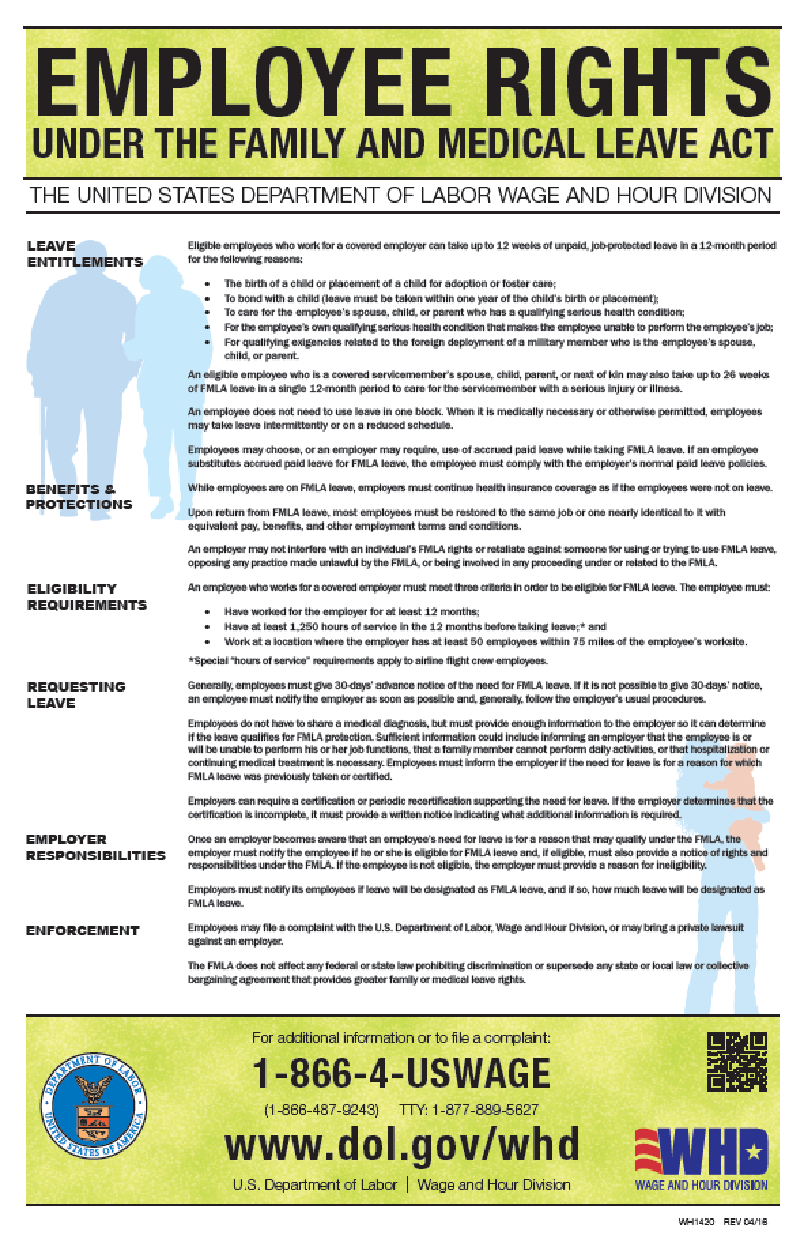 EMPLOYEE RIGHTS
UNDER THE FAMILY AND MEDICAL LEAVE ACT
THE UNITED STATES DEPARTMENT OF LABOR WAGE AND HOUR DIVISION
LEAVE
ENTITLEMENTS
Eligible employees who work for a covered employer can take up to 12 weeks of unpaid, job-protected leave in a 12-month period
for the following reasons:
• The birth of a child or placement of a child for adoption or foster care;
• To bond with a child (leave must be taken within one year of the child's birth or placement);
• To care for the employee's spouse, child, or parent who has a qualifying serious health condition;
• For the employee's own qualifying serious health condition that makes the employee unable to perform the employee's job;
• For qualifying exigencies related to the foreign deployment of a military member who is the employee's spouse,
child, or parent.
An eligible employee who is a covered servicemember's spouse, child, parent, or next of kin may also take up to 26 weeks
of FMLA leave in a single 12-month period to care for the servicemember with a serious injury or illness.
An employee does not need to use leave in one block. When it is medically necessary or otherwise permitted, employees
may take leave intermittently or on a reduced schedule.
Employees may choose, or an employer may require, use of accrued paid leave while taking FMLA leave. If an employee
substitutes accrued paid leave for FMLA leave, the employee must comply with the employer's normal paid leave policies.
BENEFITS &
PROTECTIONS
While employees are on FMLA leave, employers must continue health insurance coverage as if the employees were not on leave.
Upon return from FMLA leave, most employees must be restored to the same job or one nearly identical to it with
equivalent pay, benefits, and other employment terms and conditions.
An employer may not interfere with an individual's FMLA rights or retaliate against someone for using or trying to use FMLA leave,
opposing any practice made unlawful by the FMLA, or being involved in any proceeding under or related to the FMLA.
ELIGIBILITY
REQUIREMENTS
An employee who works for a covered employer must meet three criteria in order to be eligible for FMLA leave. The employee must:
• Have worked for the employer for at least 12 months;
• Have at least 1,250 hours of service in the 12 months before taking leave;* and
• Work at a location where the employer has at least 50 employees within 75 miles of the employee's worksite.
*Special "hours of service" requirements apply to airline flight crew employees.
REQUESTING
LEAVE
Generally, employees must give 30-days' advance notice of the need for FMLA leave. If it is not possible to give 30-days' notice,
an employee must notify the employer as soon as possible and, generally, follow the employer's usual procedures.
Employees do not have to share a medical diagnosis, but must provide enough information to the employer so it can determine
if the leave qualifies for FMLA protection. Sufficient information could include informing an employer that the employee is or
will be unable to perform his or her job functions, that a family member cannot perform daily activities, or that hospitalization or
continuing medical treatment is necessary. Employees must inform the employer if the need for leave is for a reason for which
FMLA leave was previously taken or certified.
Employers can require a certification or periodic recertification supporting the need for leave. If the employer determines that the
certification is incomplete, it must provide a written notice indicating what additional information is required.
EMPLOYER
RESPONSIBILITIES
Once an employer becomes aware that an employee's need for leave is for a reason that may qualify under the FMLA, the
employer must notify the employee if he or she is eligible for FMLA leave and, if eligible, must also provide a notice of rights and
responsibilities under the FMLA. If the employee is not eligible, the employer must provide a reason for ineligibility.
Employers must notify its employees if leave will be designated as FMLA leave, and if so, how much leave will be designated as
FMLA leave.
ENFORCEMENT
Employees may file a complaint with the U.S. Department of Labor, Wage and Hour Division, or may bring a private lawsuit
against an employer.
The FMLA does not affect any federal or state law prohibiting discrimination or supersede any state or local law or collective
bargaining agreement that provides greater family or medical leave rights.
DEPARTMENT OF LABOR
UNITED STATES OF AMERICA
For additional information or to file a complaint:
1-866-4-USWAGE
(1-866-487-9243) TTY: 1-877-889-5627
www.dol.gov/whd
U.S. Department of Labor | Wage and Hour Division
WHD
WAGE AND HOUR DIVISION
WH1420 REV 04/16